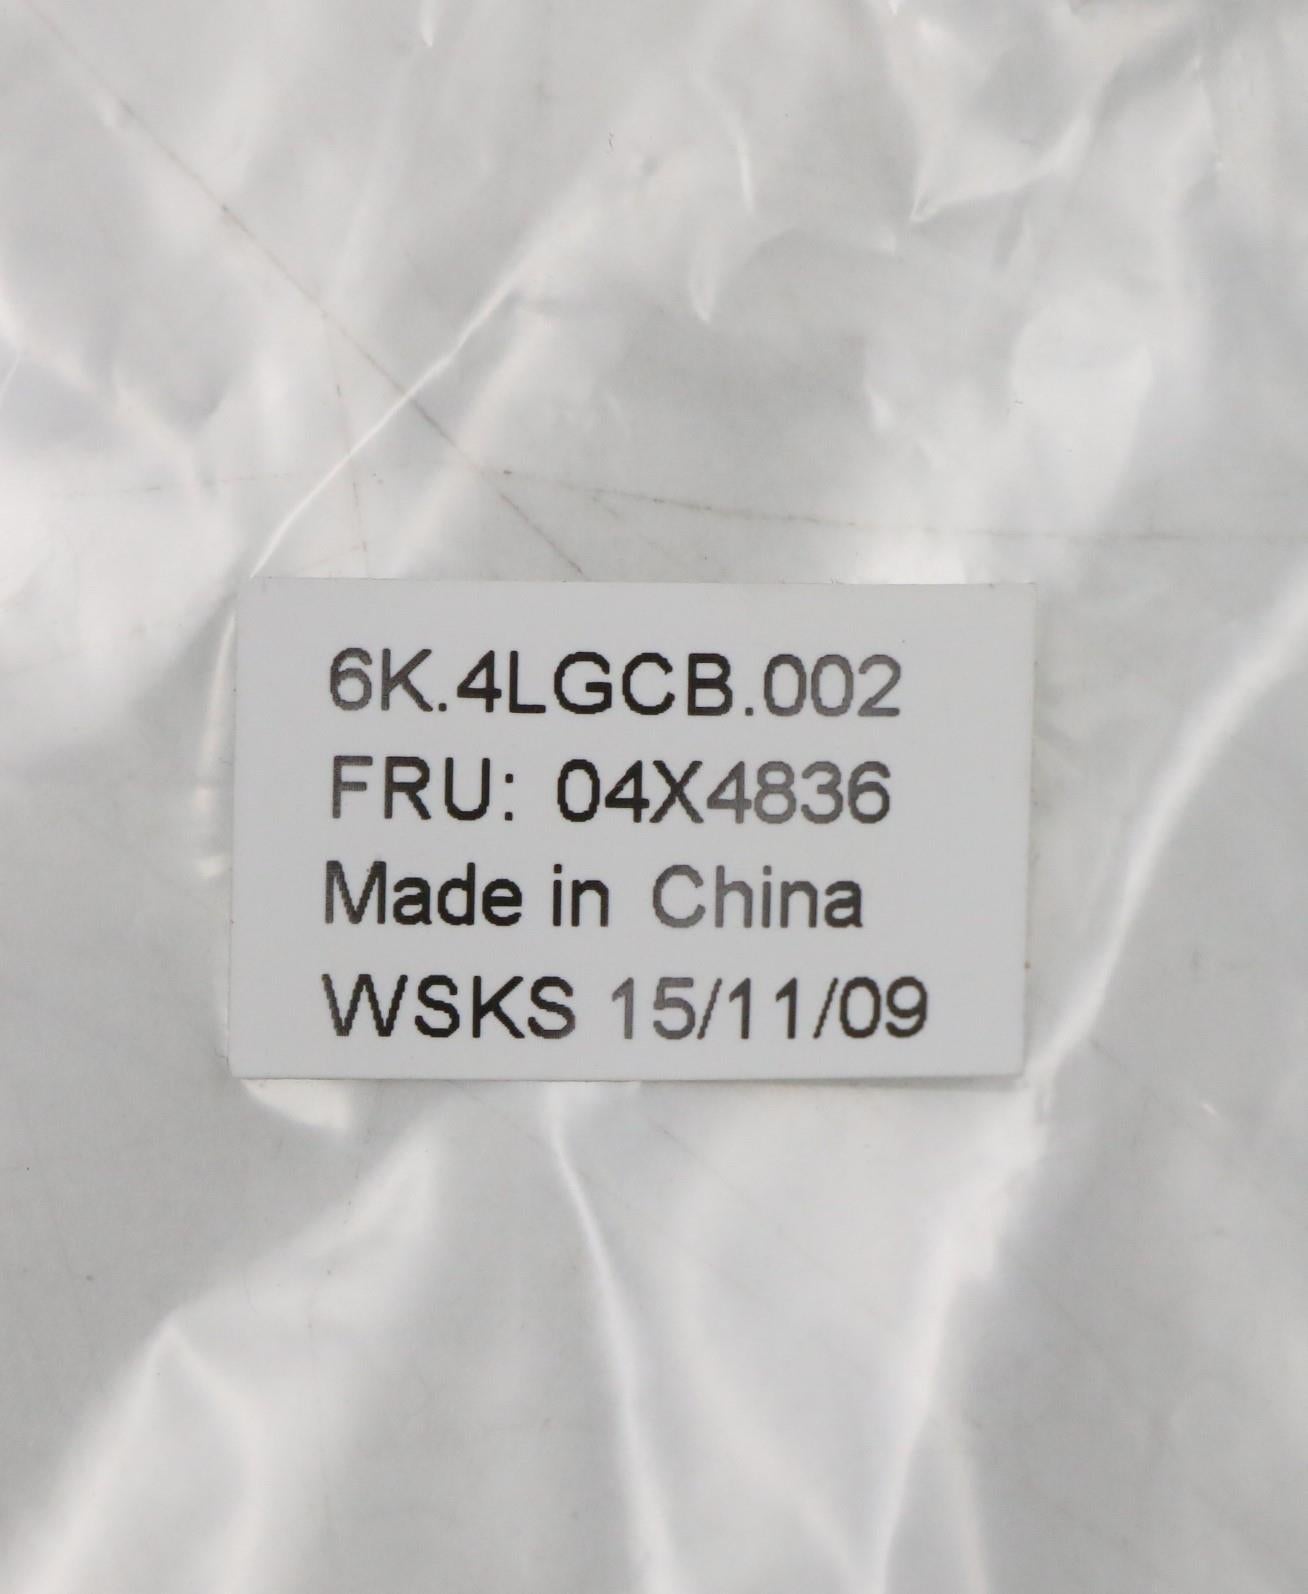 6K.4LGCB.002
FRU: 04X4836
Made in China
WSKS 15/11/09